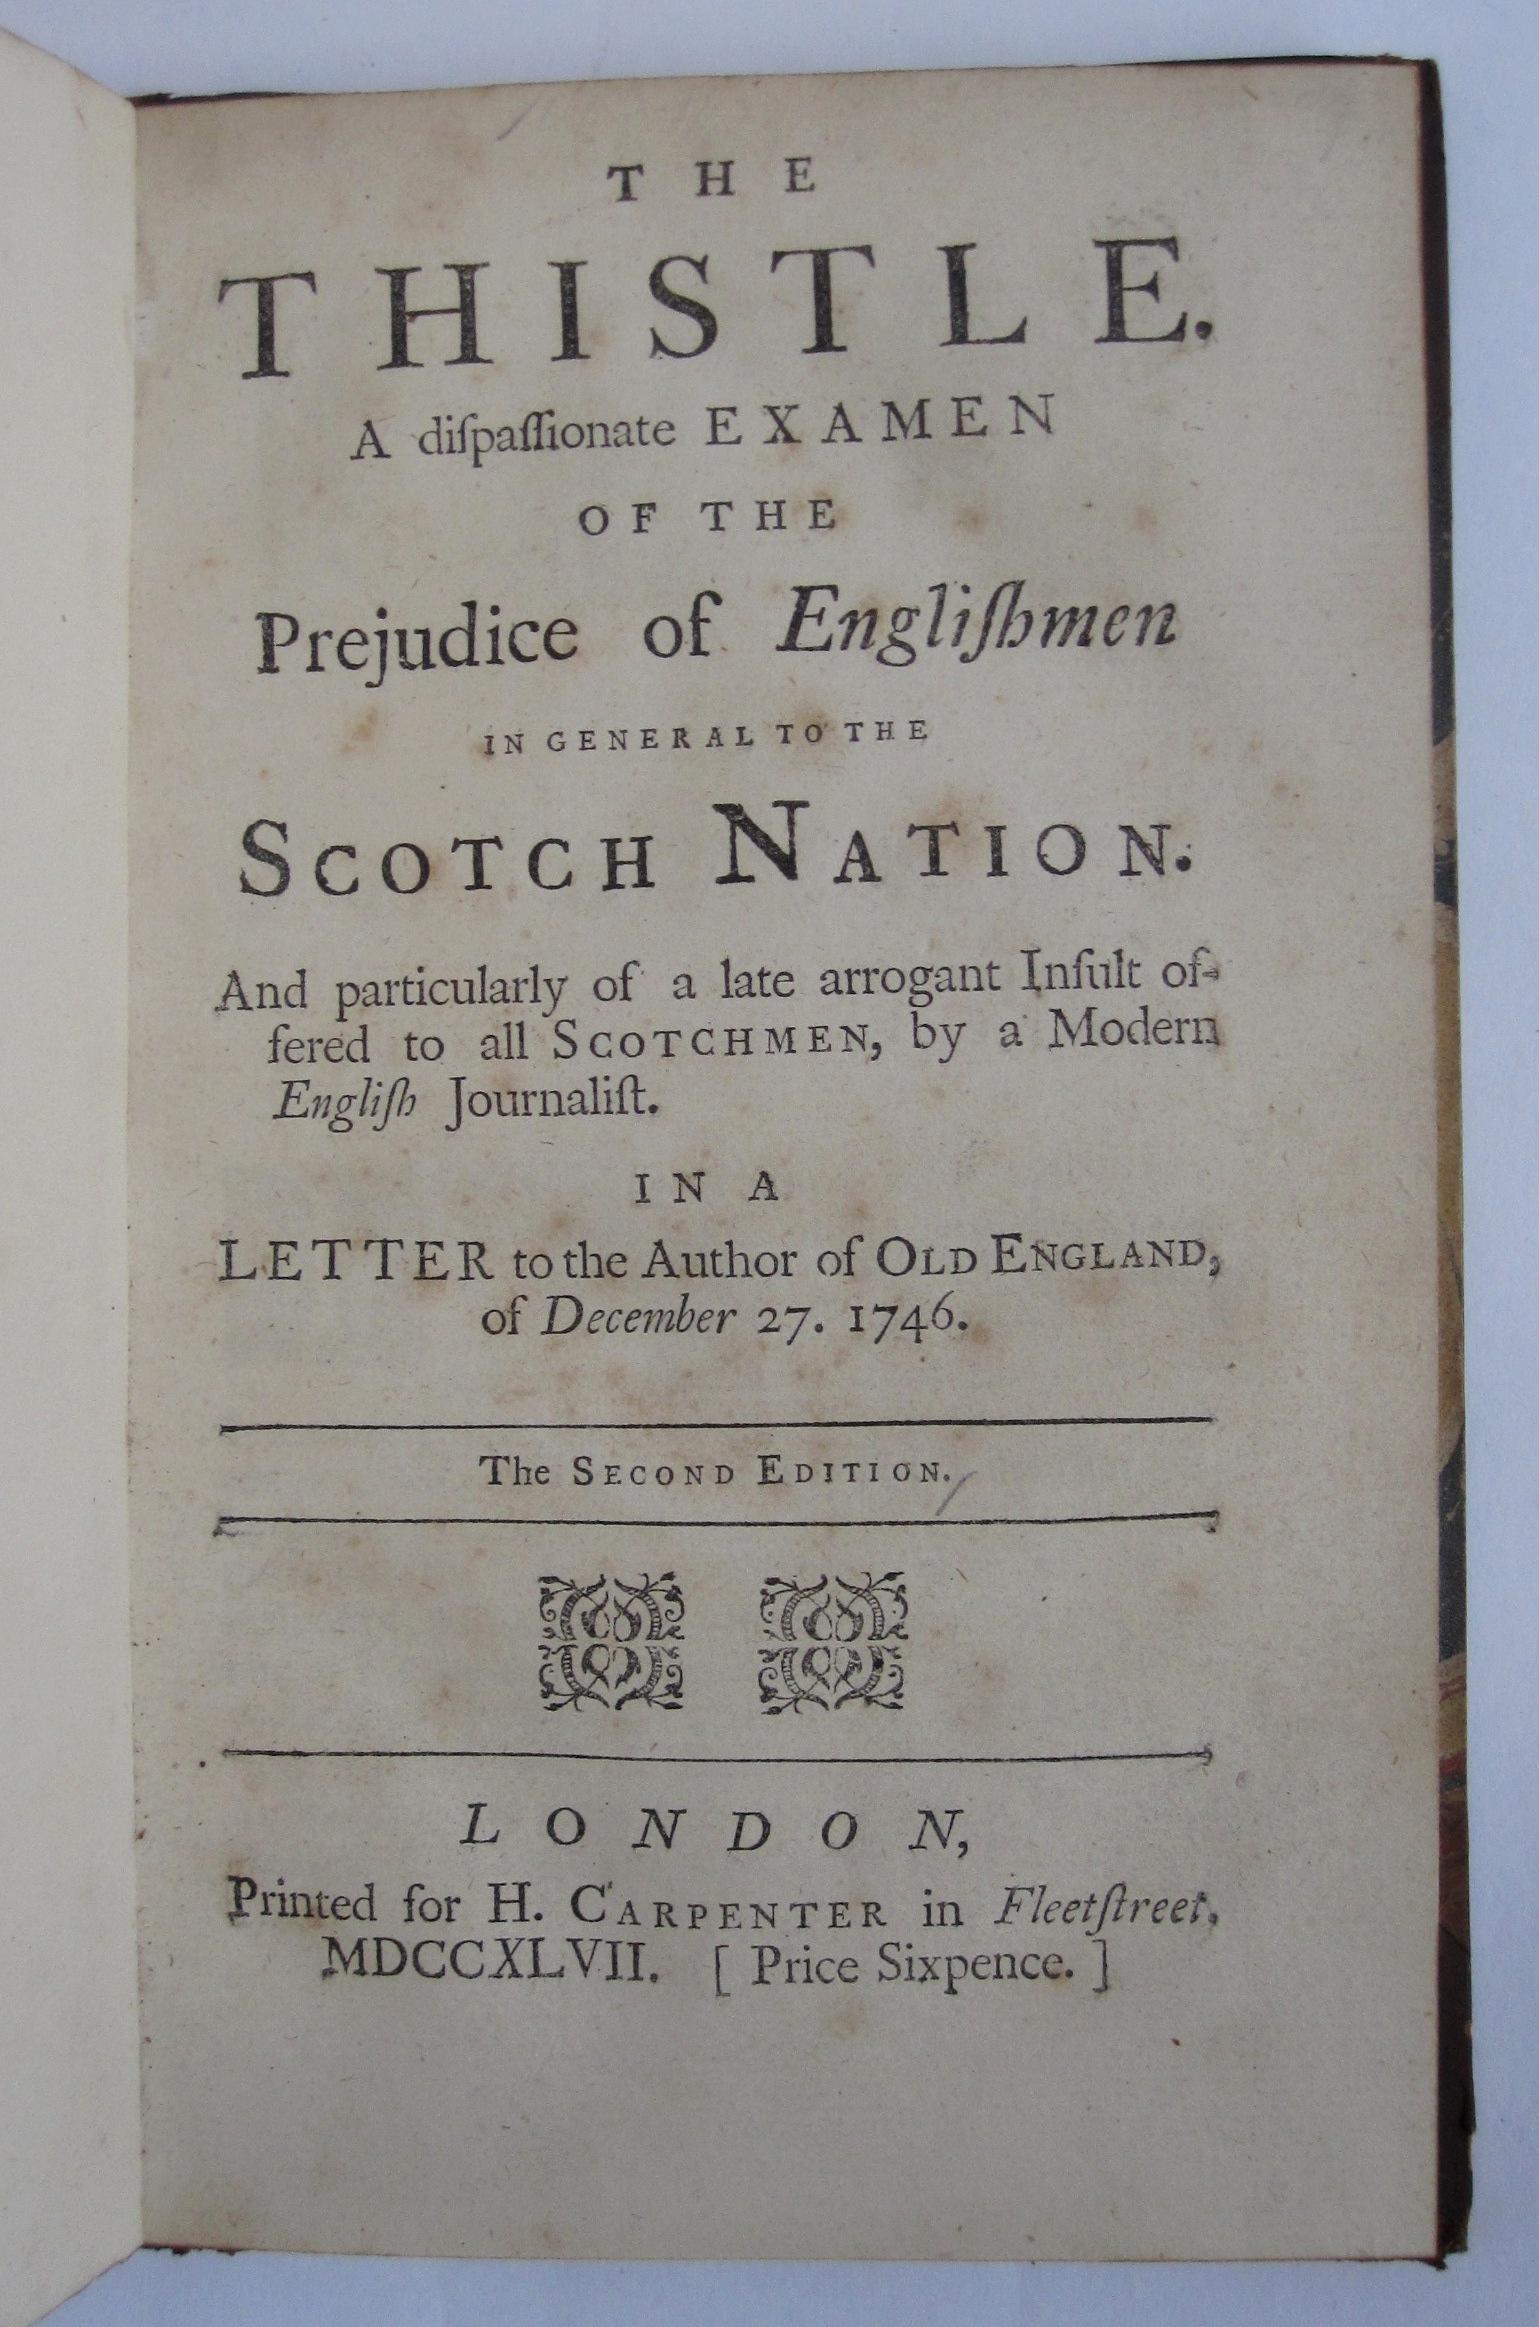 THE
THISTLE.
A diſpaſſionate EXAMEN
OF THE
Prejudice of Engliſhmen
IN GENERAL TO THE
SCOTCH NATION.
And particularly of a late arrogant Inſult of-
fered to all SCOTCHMEN, by a Modern
Engliſh Journaliſt.
IN A
LETTER to the Author of OLD ENGLAND,
of December 27. 1746.
The SECOND EDITION.
LONDON,
Printed for H. CARPENTER in Fleetſtreet,
MDCCXLVII. [ Price Sixpence. ]